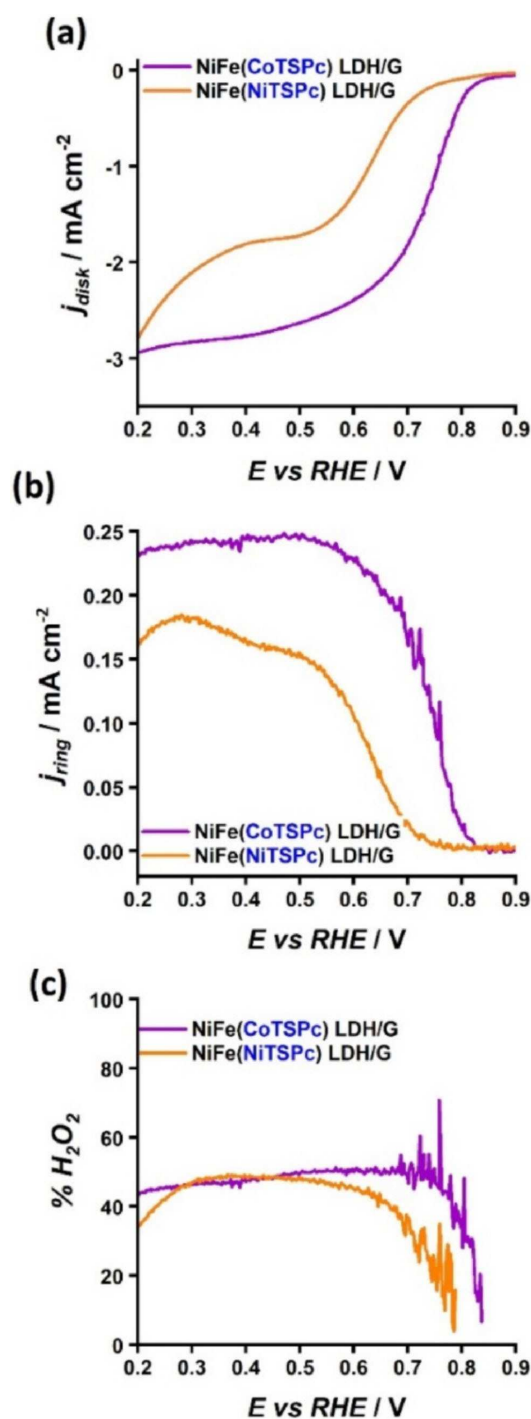 (a)
NiFe(CoTSPc) LDH/G
NiFe(NiTSPc) LDH/G
0
-1
-2
-3
j_disk / mA cm⁻²
0.2 0.3 0.4 0.5 0.6 0.7 0.8 0.9
E vs RHE / V
(b)
0.25
0.20
0.15
0.10
0.05
0.00
j_ring / mA cm⁻²
NiFe(CoTSPc) LDH/G
NiFe(NiTSPc) LDH/G
0.2 0.3 0.4 0.5 0.6 0.7 0.8 0.9
E vs RHE / V
(c)
100
80
60
40
20
0
% H₂O₂
NiFe(CoTSPc) LDH/G
NiFe(NiTSPc) LDH/G
0.2 0.3 0.4 0.5 0.6 0.7 0.8 0.9
E vs RHE / V